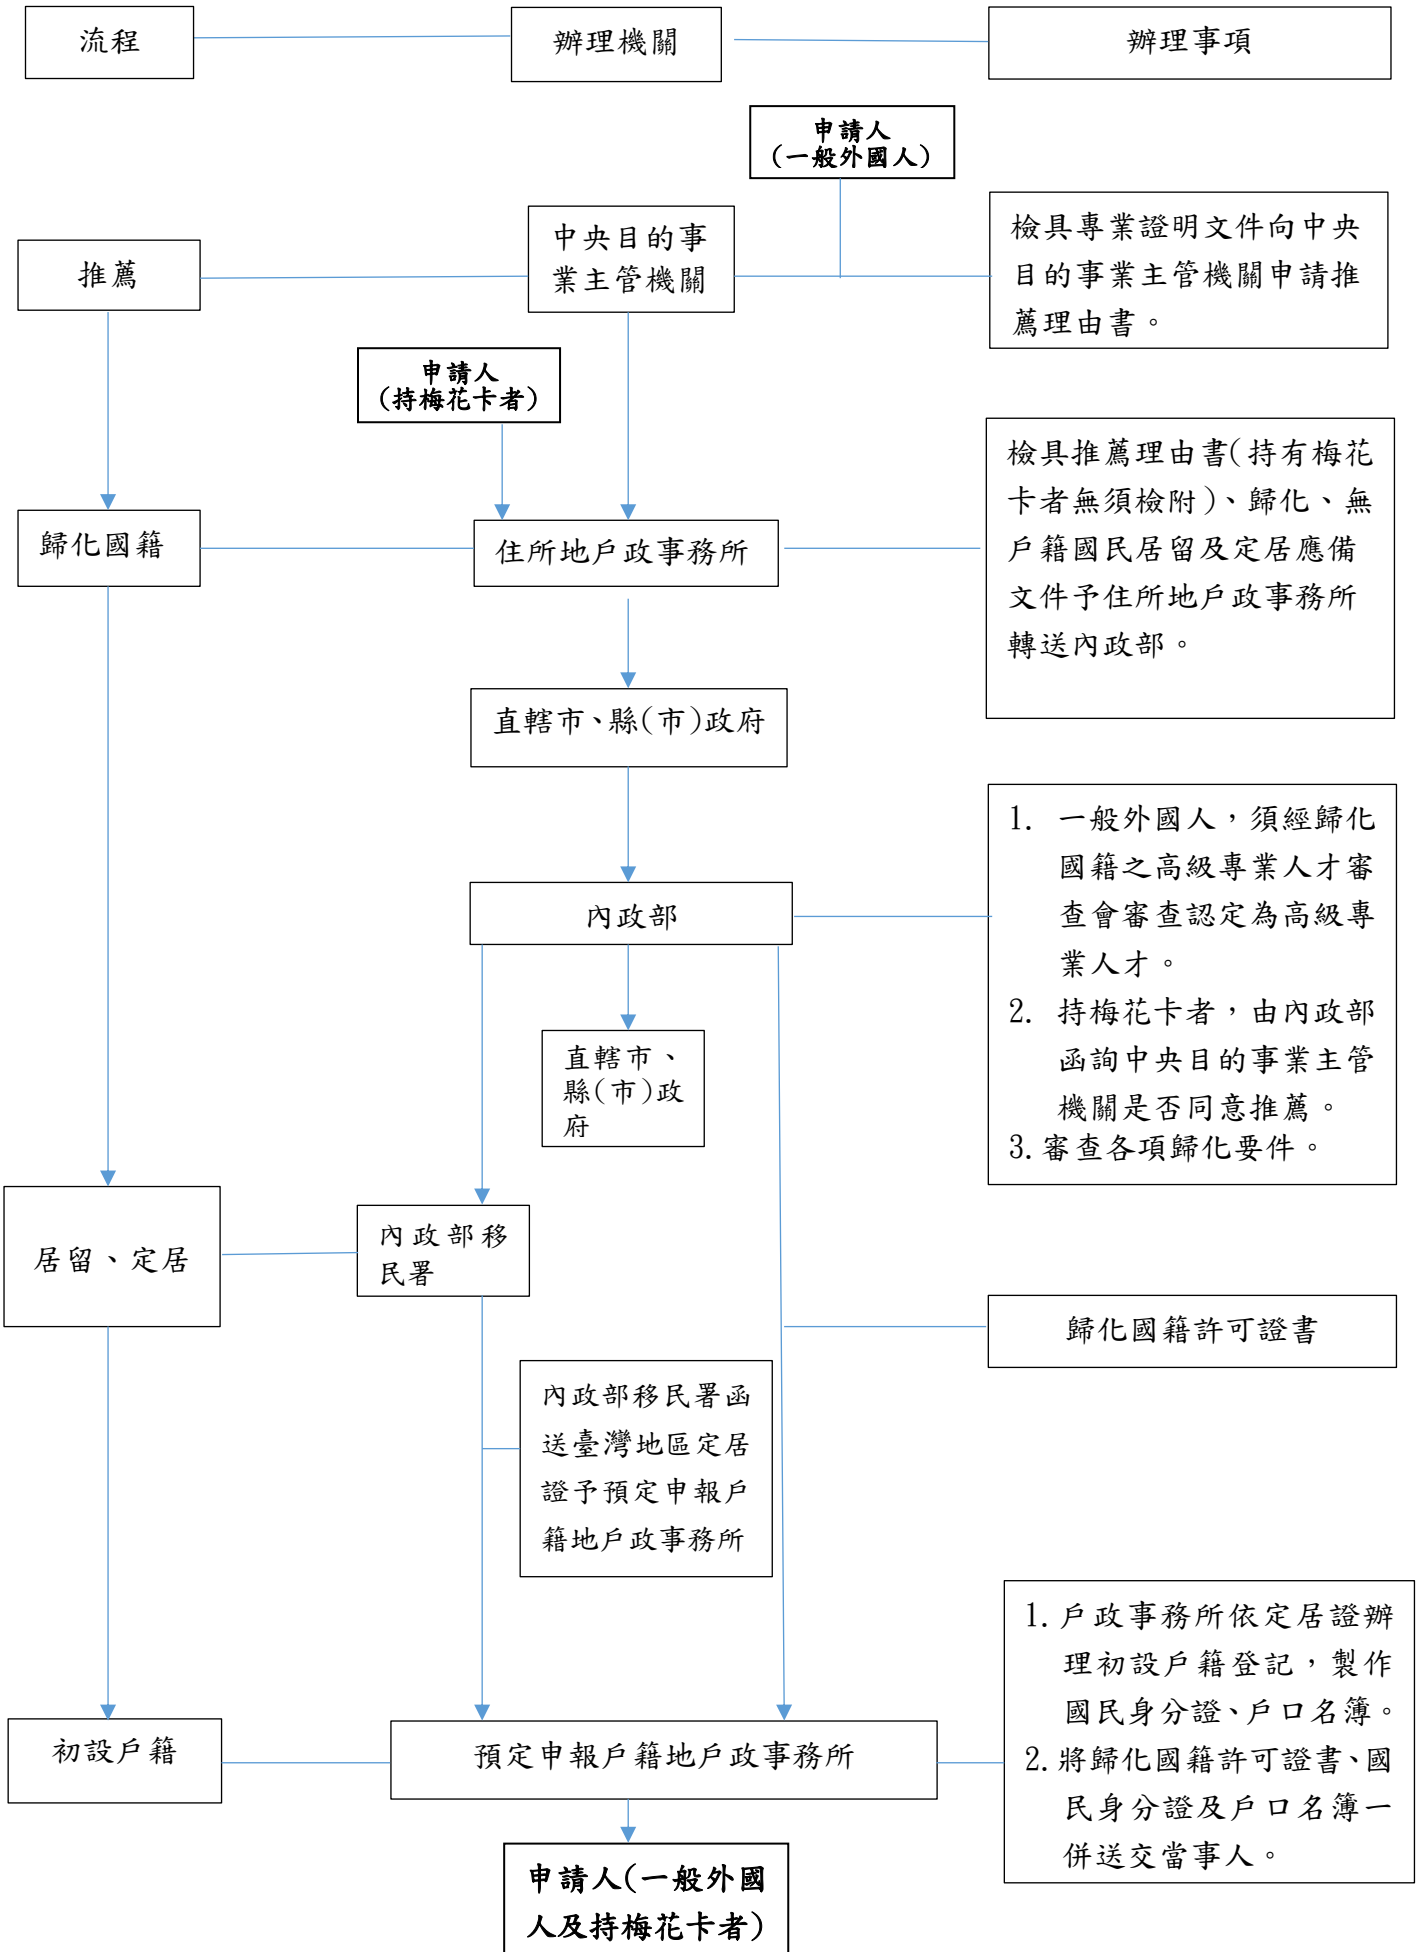 流程
辦理機關
辦理事項
申請人
(一般外國人)
推薦
中央目的事
業主管機關
檢具專業證明文件向中央
目的事業主管機關申請推
薦理由書。
申請人
(持梅花卡者)
歸化國籍
住所地戶政事務所
檢具推薦理由書(持有梅花
卡者無須檢附)、歸化、無
戶籍國民居留及定居應備
文件予住所地戶政事務所
轉送內政部。
直轄市、縣(市)政府
內政部
1. 一般外國人，須經歸化
國籍之高級專業人才審
查會審查認定為高級專
業人才。
2. 持梅花卡者，由內政部
函詢中央目的事業主管
機關是否同意推薦。
3.審查各項歸化要件。
直轄市、
縣(市)政
府
居留、定居
內政部移
民署
歸化國籍許可證書
內政部移民署函
送臺灣地區定居
證予預定申報戶
籍地戶政事務所
初設戶籍
預定申報戶籍地戶政事務所
1.戶政事務所依定居證辦
理初設戶籍登記，製作
國民身分證、戶口名簿。
2.將歸化國籍許可證書、國
民身分證及戶口名簿一
併送交當事人。
申請人(一般外國
人及持梅花卡者)